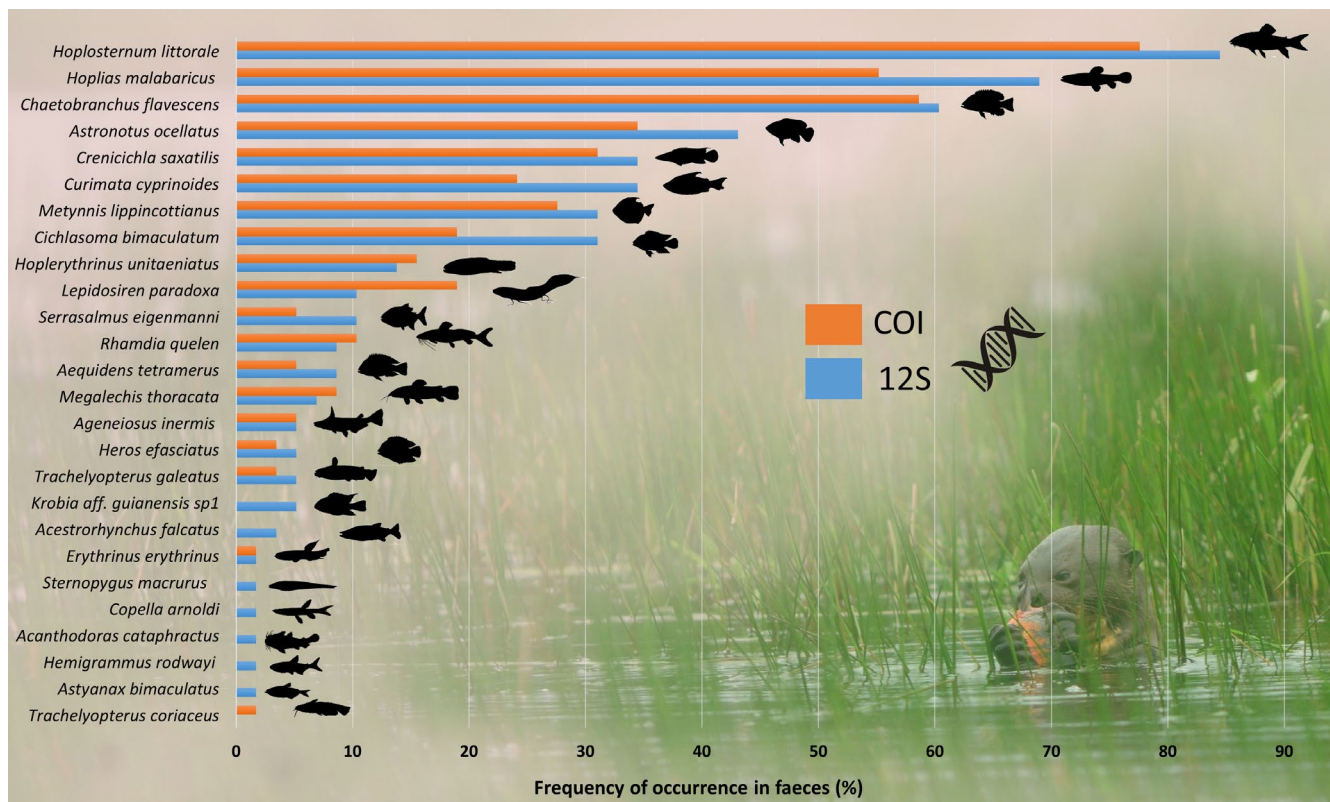 Hoplosternum littorale
Hoplias malabaricus
Chaetobranchus flavescens
Astronotus ocellatus
Crenicichla saxatilis
Curimata cyprinoides
Metynnis lippincottianus
Cichlasoma bimaculatum
Hoplerythrinus unitaeniatus
Lepidosiren paradoxa
Serrasalmus eigenmanni
Rhamdia quelen
Aequidens tetramerus
Megalechis thoracata
Ageneiosus inermis
Heros efasciatus
Trachelyopterus galeatus
Krobia aff. guianensis sp1
Acestrorhynchus falcatus
Erythrinus erythrinus
Sternopygus macrurus
Copella arnoldi
Acanthodoras cataphractus
Hemigrammus rodwayi
Astyanax bimaculatus
Trachelyopterus coriaceus
COI
12S
0 10 20 30 40 50 60 70 80 90
Frequency of occurrence in faeces (%)